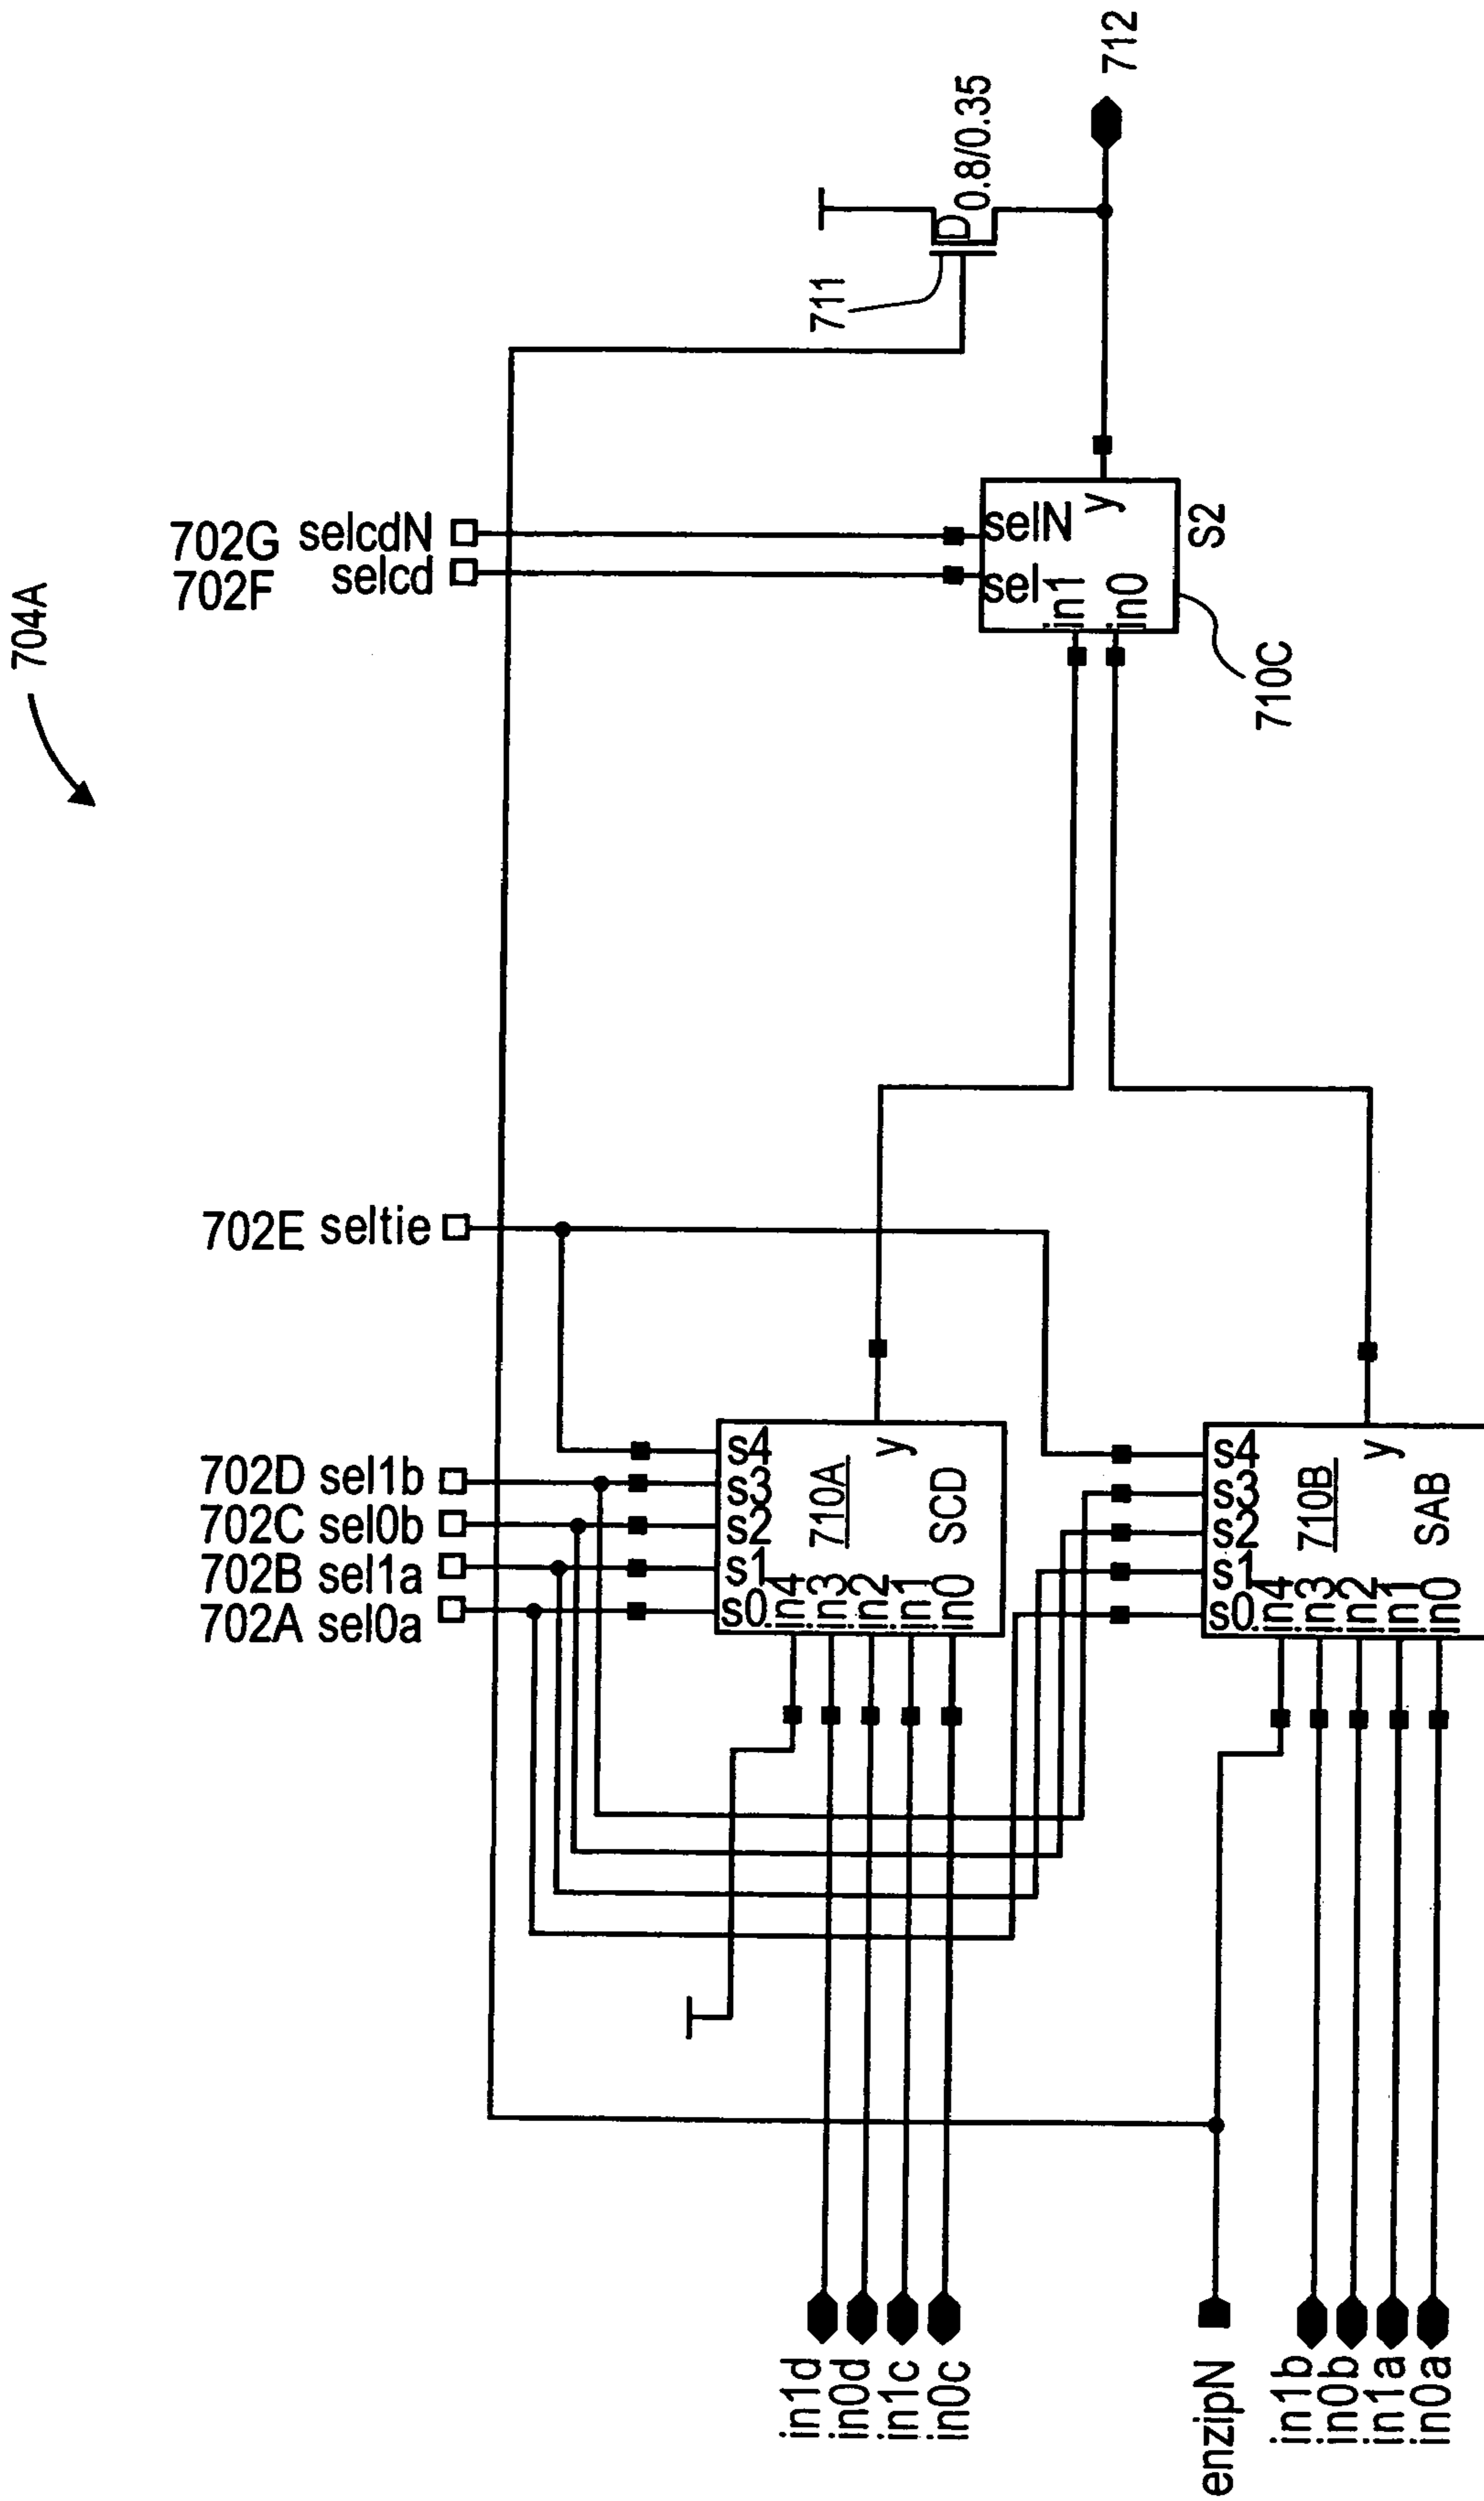 704A
702G selcdN
702F selcd
702E seltie
702D sel1b
702C sel0b
702B sel1a
702A sel0a
711
D
0.8/0.35
712
selN
sel
in1
in0
y
S2
710C
s4
s3
s2
s1
s0
in4
in3
in2
in1
in0
y
710A
SCD
s4
s3
s2
s1
s0
in4
in3
in2
in1
in0
y
710B
SAB
in1d
in0d
in1c
in0c
enzipN
in1b
in0b
in1a
in0a